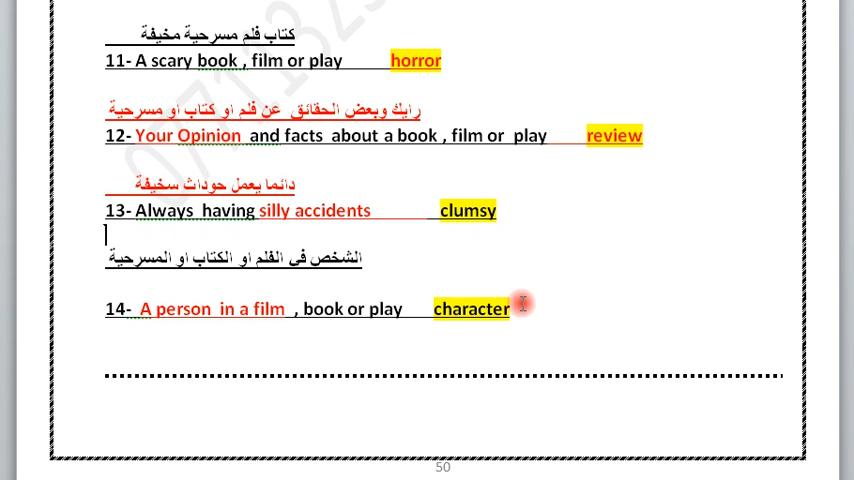 كتاب فلم مسرحية مخيفة
11- A scary book , film or play horror
رايك وبعض الحقائق عن فلم او كتاب او مسرحية
12- Your Opinion and facts about a book , film or play review
دائما يعمل حوداث سخيفة
13- Always having silly accidents clumsy
الشخص في الفلم او الكتاب او المسرحية
14- A person in a film , book or play character
50